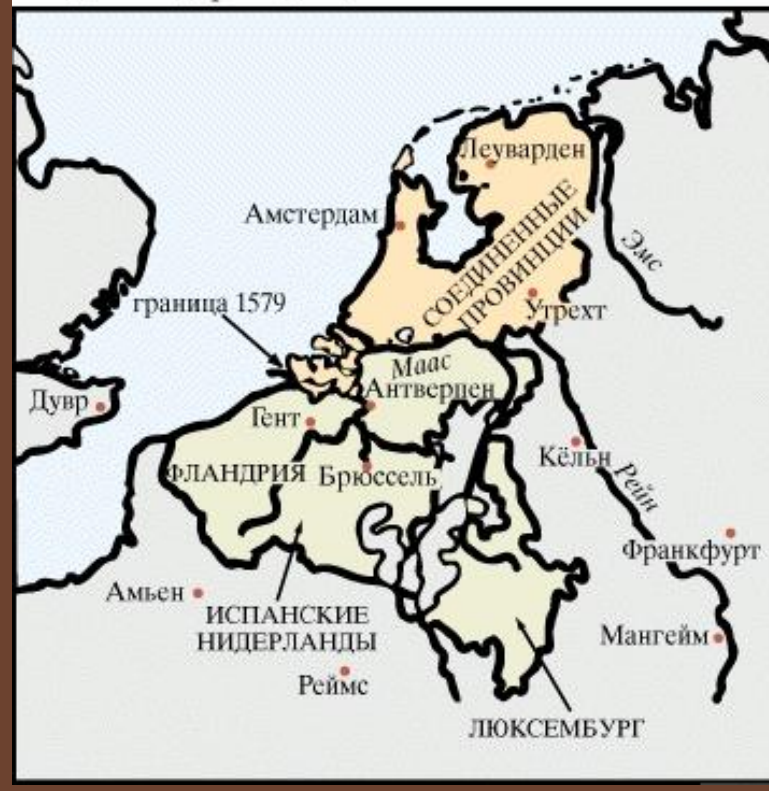 Леуварден
Амстердам
СОЕДИНЕННЫЕ
ПРОВИНЦИИ
Эмс
граница 1579
Утрехт
Маас
Антверпен
Дувр
Гент
ФЛАНДРИЯ
Брюссель
Кёльн
Рейн
Франкфурт
Амьен
ИСПАНСКИЕ
НИДЕРЛАНДЫ
Мангейм
Реймс
ЛЮКСЕМБУРГ